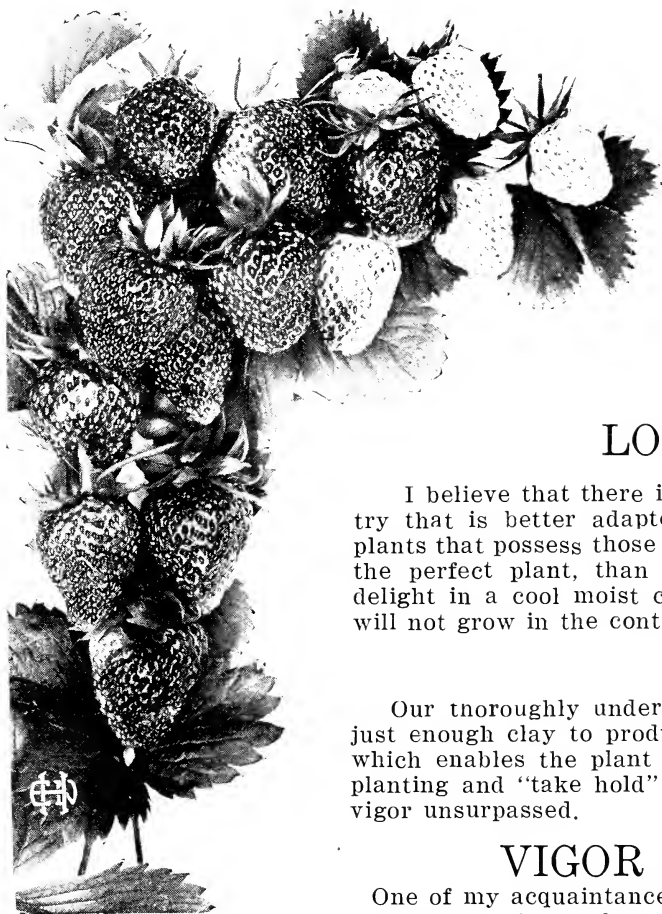 LO
I believe that there i
try that is better adapte
plants that possess those
the perfect plant, than
delight in a cool moist c
will not grow in the cont
Our tnoroughly under
just enough clay to produ
which enables the plant
planting and “take hold”
vigor unsurpassed.
VIGOR
One of my acquaintance